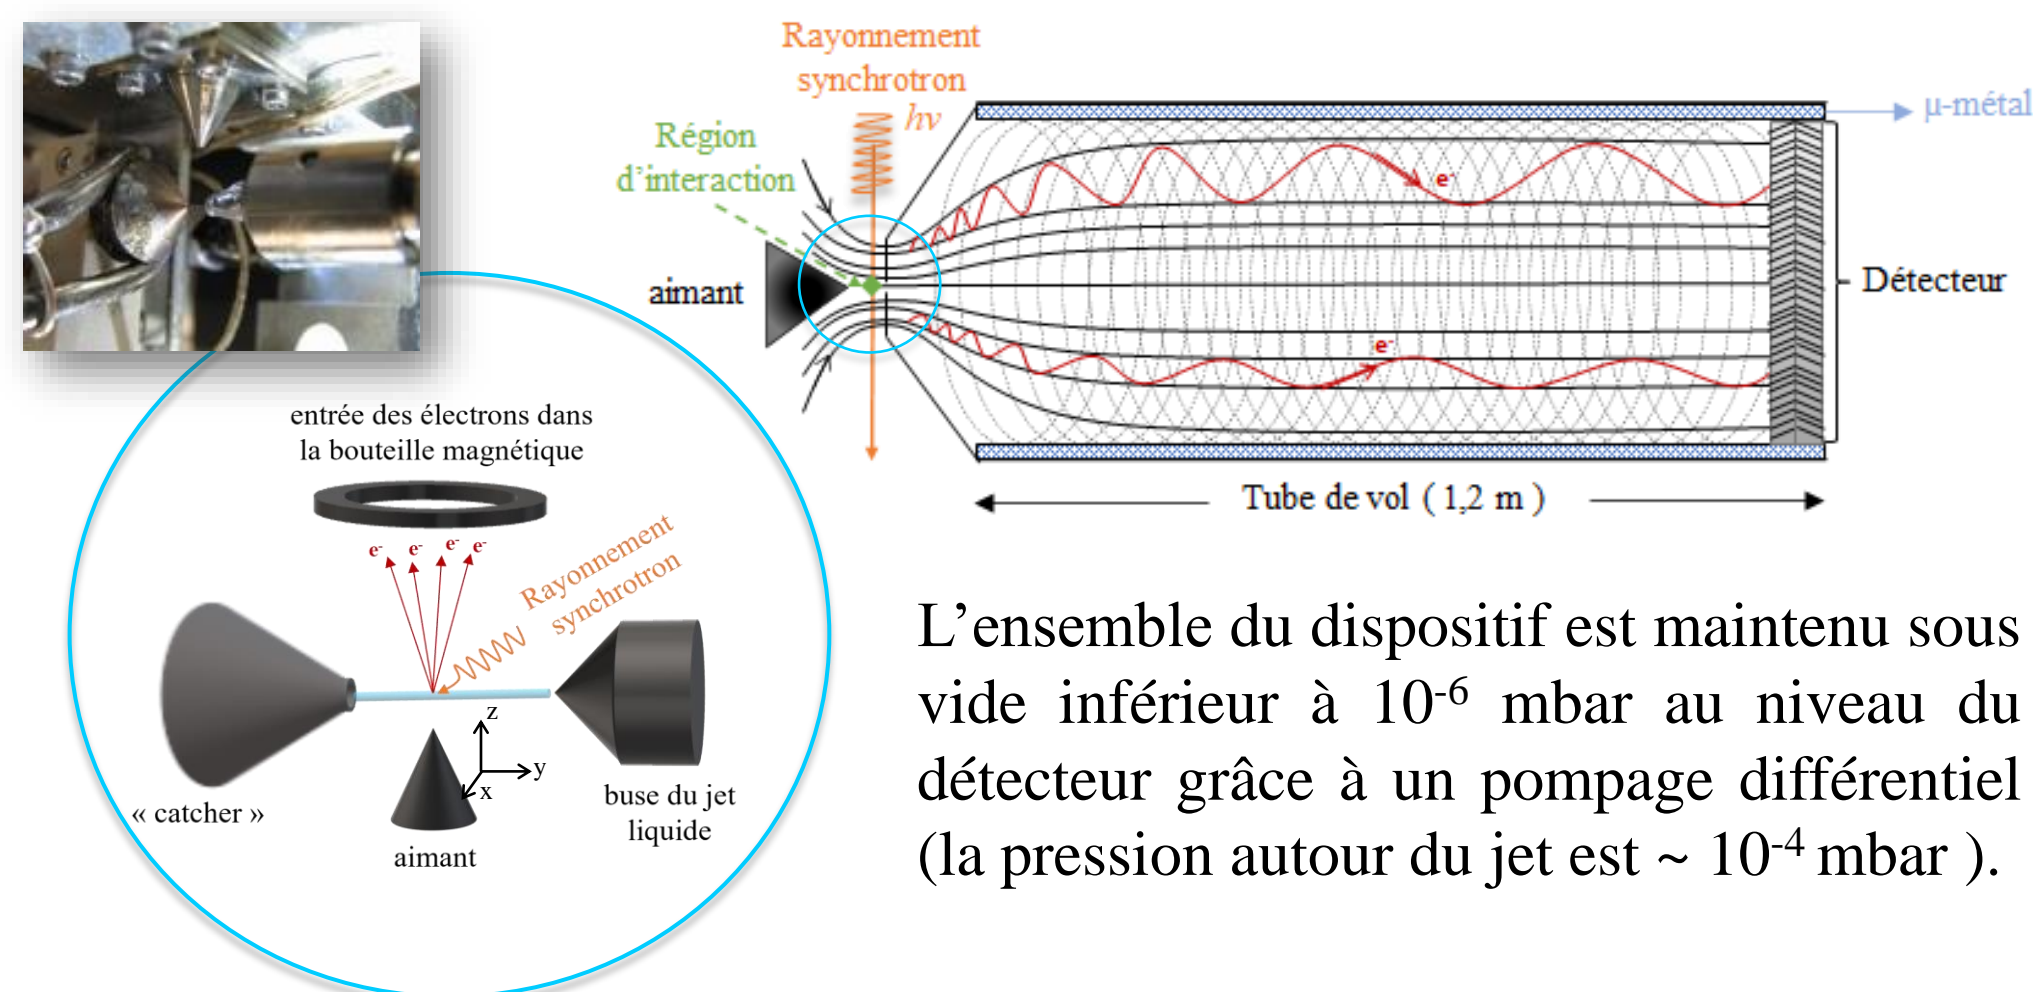 Rayonnement
synchrotron
hν
Région
d’interaction
aimant
μ-métal
e-
e-
Détecteur
Tube de vol ( 1,2 m )
entrée des électrons dans
la bouteille magnétique
e- e- e- e-
Rayonnement
synchrotron
z
y
x
« catcher »
aimant
buse du jet
liquide
L’ensemble du dispositif est maintenu sous
vide inférieur à 10-6 mbar au niveau du
détecteur grâce à un pompage différentiel
(la pression autour du jet est ~ 10-4 mbar ).